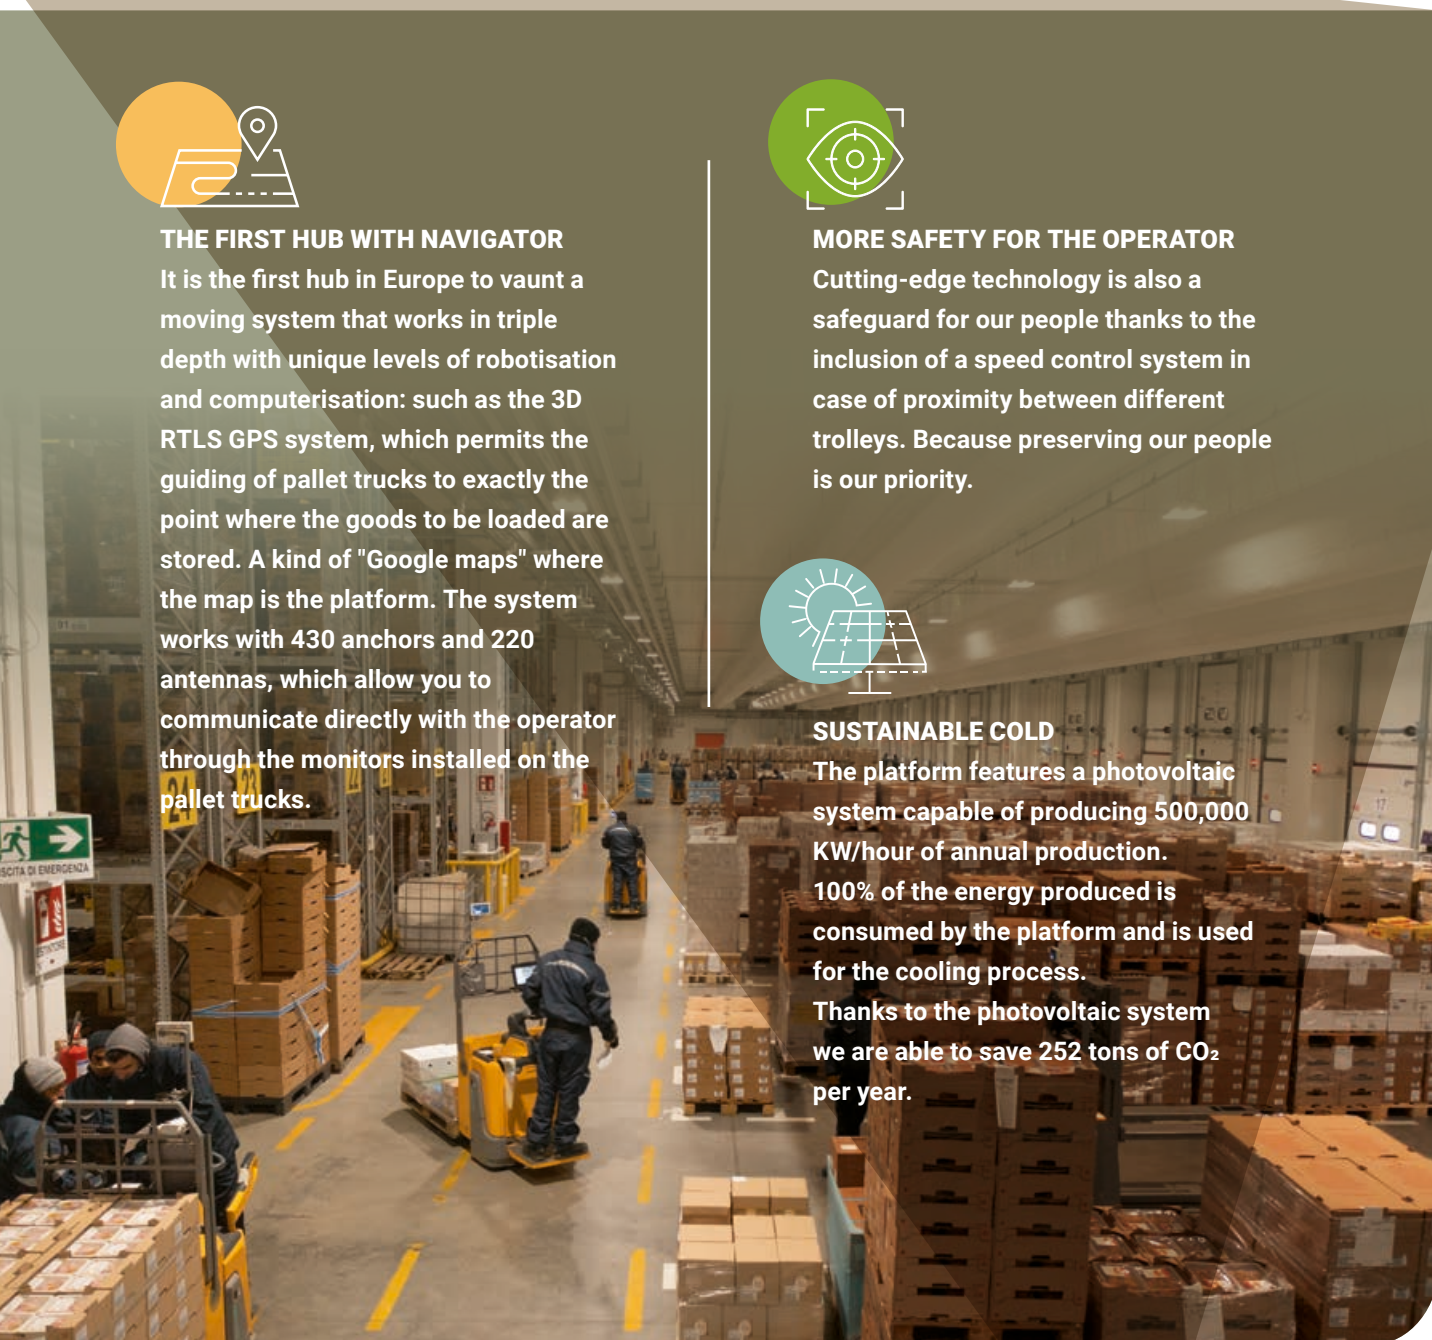 THE FIRST HUB WITH NAVIGATOR
It is the first hub in Europe to vaunt a
moving system that works in triple
depth with unique levels of robotisation
and computerisation: such as the 3D
RTLS GPS system, which permits the
guiding of pallet trucks to exactly the
point where the goods to be loaded are
stored. A kind of "Google maps" where
the map is the platform. The system
works with 430 anchors and 220
antennas, which allow you to
communicate directly with the operator
through the monitors installed on the
pallet trucks.
MORE SAFETY FOR THE OPERATOR
Cutting-edge technology is also a
safeguard for our people thanks to the
inclusion of a speed control system in
case of proximity between different
trolleys. Because preserving our people
is our priority.
SUSTAINABLE COLD
The platform features a photovoltaic
system capable of producing 500,000
KW/hour of annual production.
100% of the energy produced is
consumed by the platform and is used
for the cooling process.
Thanks to the photovoltaic system
we are able to save 252 tons of CO₂
per year.
24
22
17
SCITA DI EMERGENZA
ESTINTORE